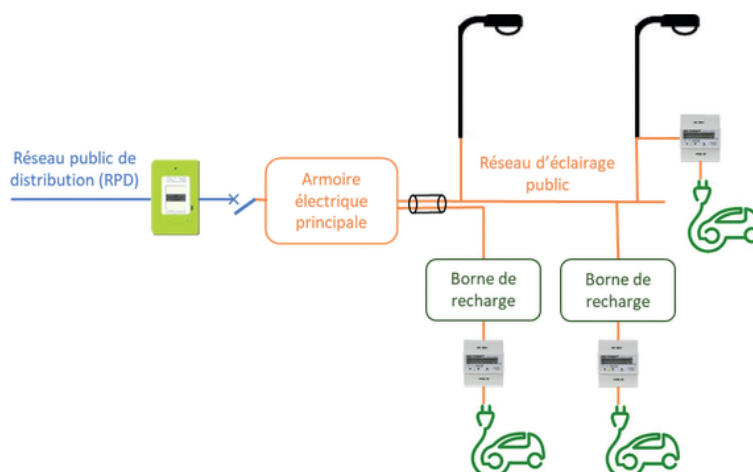 Réseau public de
distribution (RPD)
Armoire
électrique
principale
Réseau d'éclairage
public
Borne de
recharge
Borne de
recharge